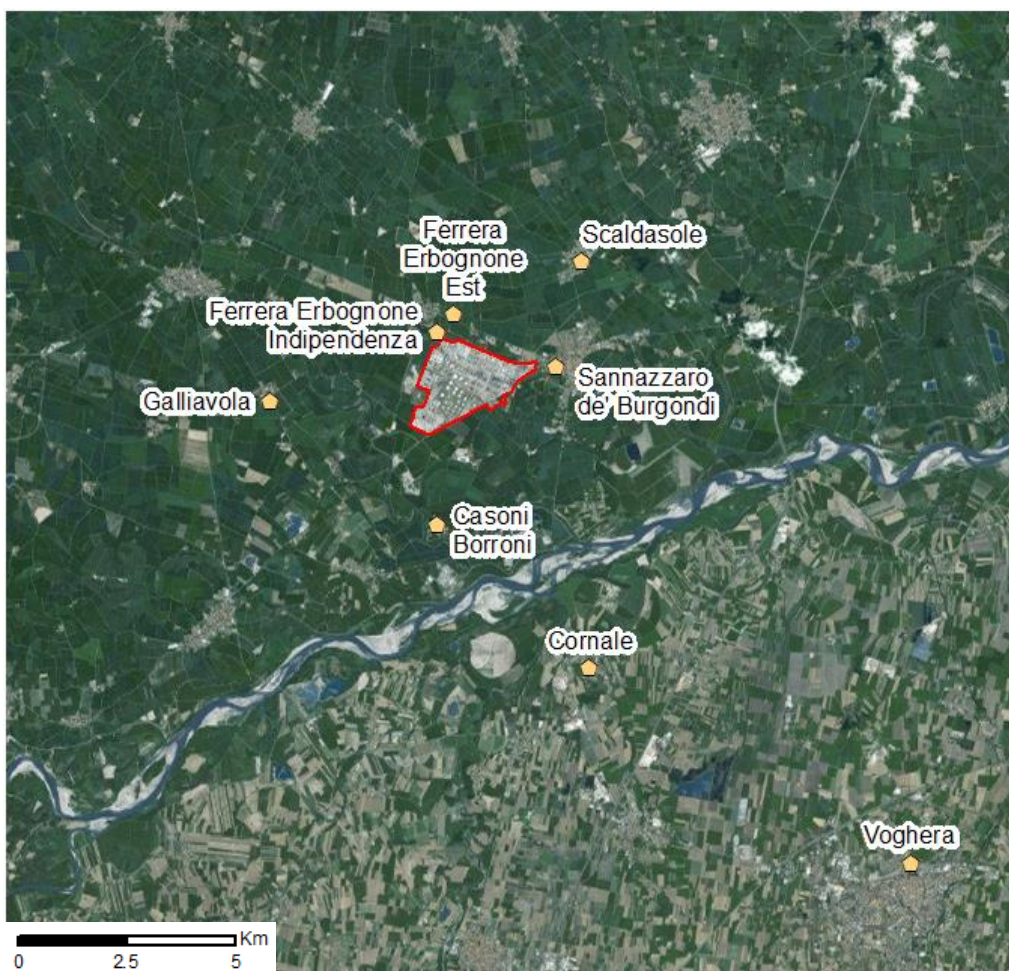 Ferrera
Erbognone
Est
Scaldasole
Ferrera Erbognone
Indipendenza
Sannazzaro
de' Burgondi
Galliavola
Casoni
Borroni
Cornale
Voghera
Km
0 2.5 5